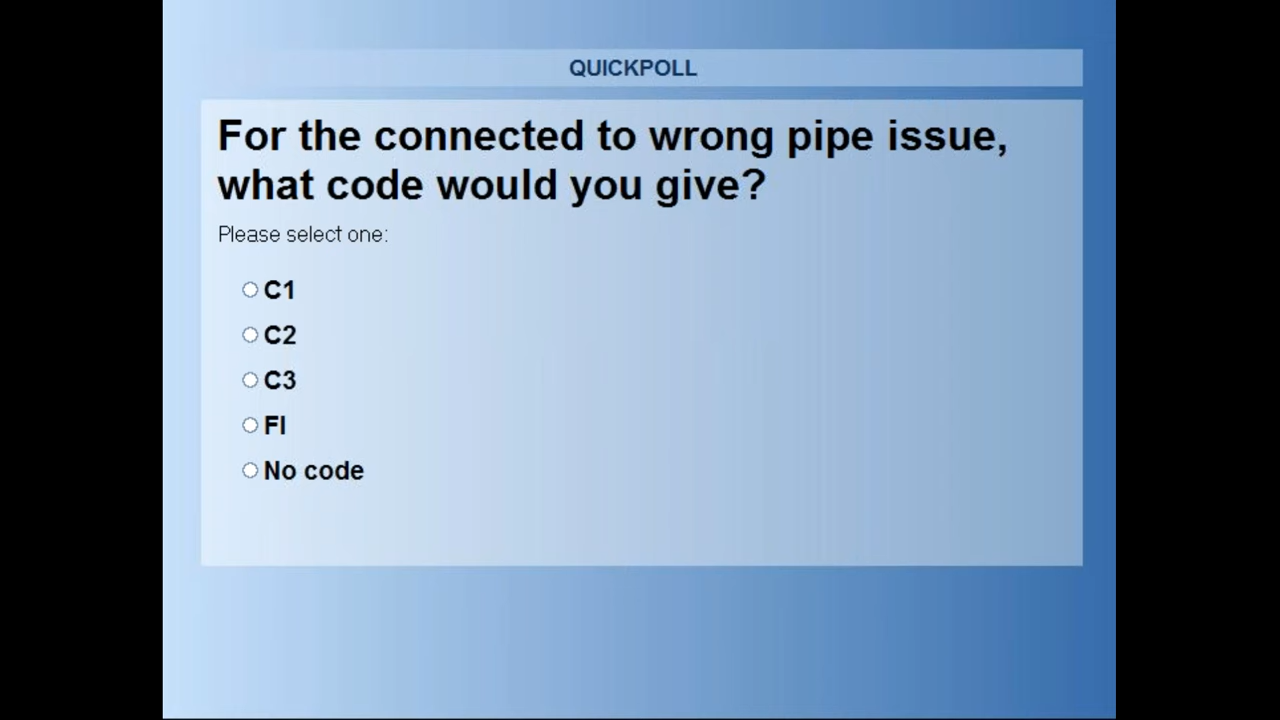 QUICKPOLL
For the connected to wrong pipe issue,
what code would you give?
Please select one:
C1
C2
C3
FI
No code